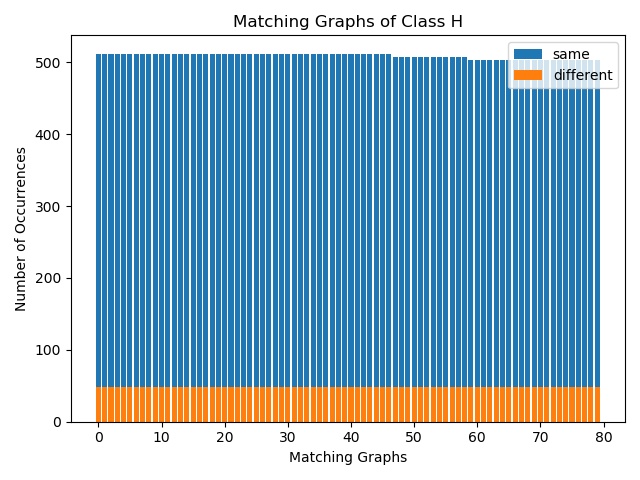 Matching Graphs of Class H
same
different
Number of Occurrences
500
400
300
200
100
0
0 10 20 30 40 50 60 70 80
Matching Graphs